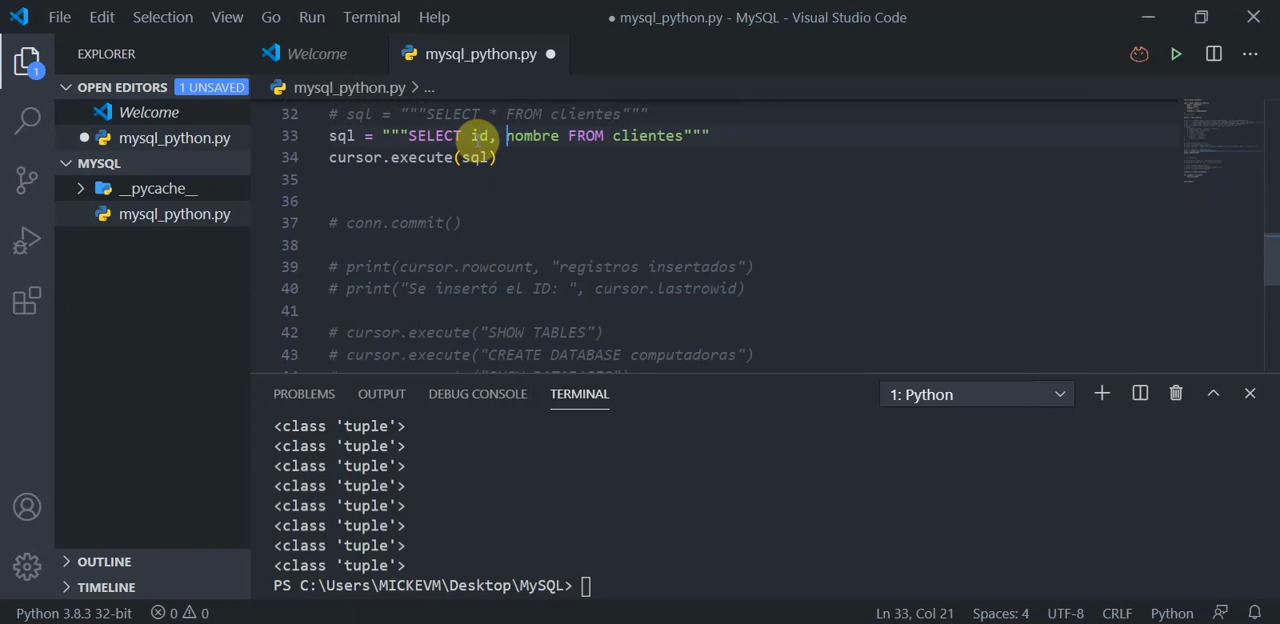 File Edit Selection View Go Run Terminal Help
● mysql_python.py - MySQL - Visual Studio Code
EXPLORER
OPEN EDITORS 1 UNSAVED
Welcome
mysql_python.py
MYSQL
__pycache__
mysql_python.py
OUTLINE
TIMELINE
1
Welcome
mysql_python.py
mysql_python.py > ...
32 # sql = """SELECT * FROM clientes"""
33 sql = """SELECT id, nombre FROM clientes"""
34 cursor.execute(sql)
35
36
37 # conn.commit()
38
39 # print(cursor.rowcount, "registros insertados")
40 # print("Se insertó el ID: ", cursor.lastrowid)
41
42 # cursor.execute("SHOW TABLES")
43 # cursor.execute("CREATE DATABASE computadoras")
PROBLEMS OUTPUT DEBUG CONSOLE TERMINAL
1: Python
<class 'tuple'>
<class 'tuple'>
<class 'tuple'>
<class 'tuple'>
<class 'tuple'>
<class 'tuple'>
<class 'tuple'>
<class 'tuple'>
PS C:\Users\MICKEVM\Desktop\MySQL>
Python 3.8.3 32-bit 0 0
Ln 33, Col 21 Spaces: 4 UTF-8 CRLF Python